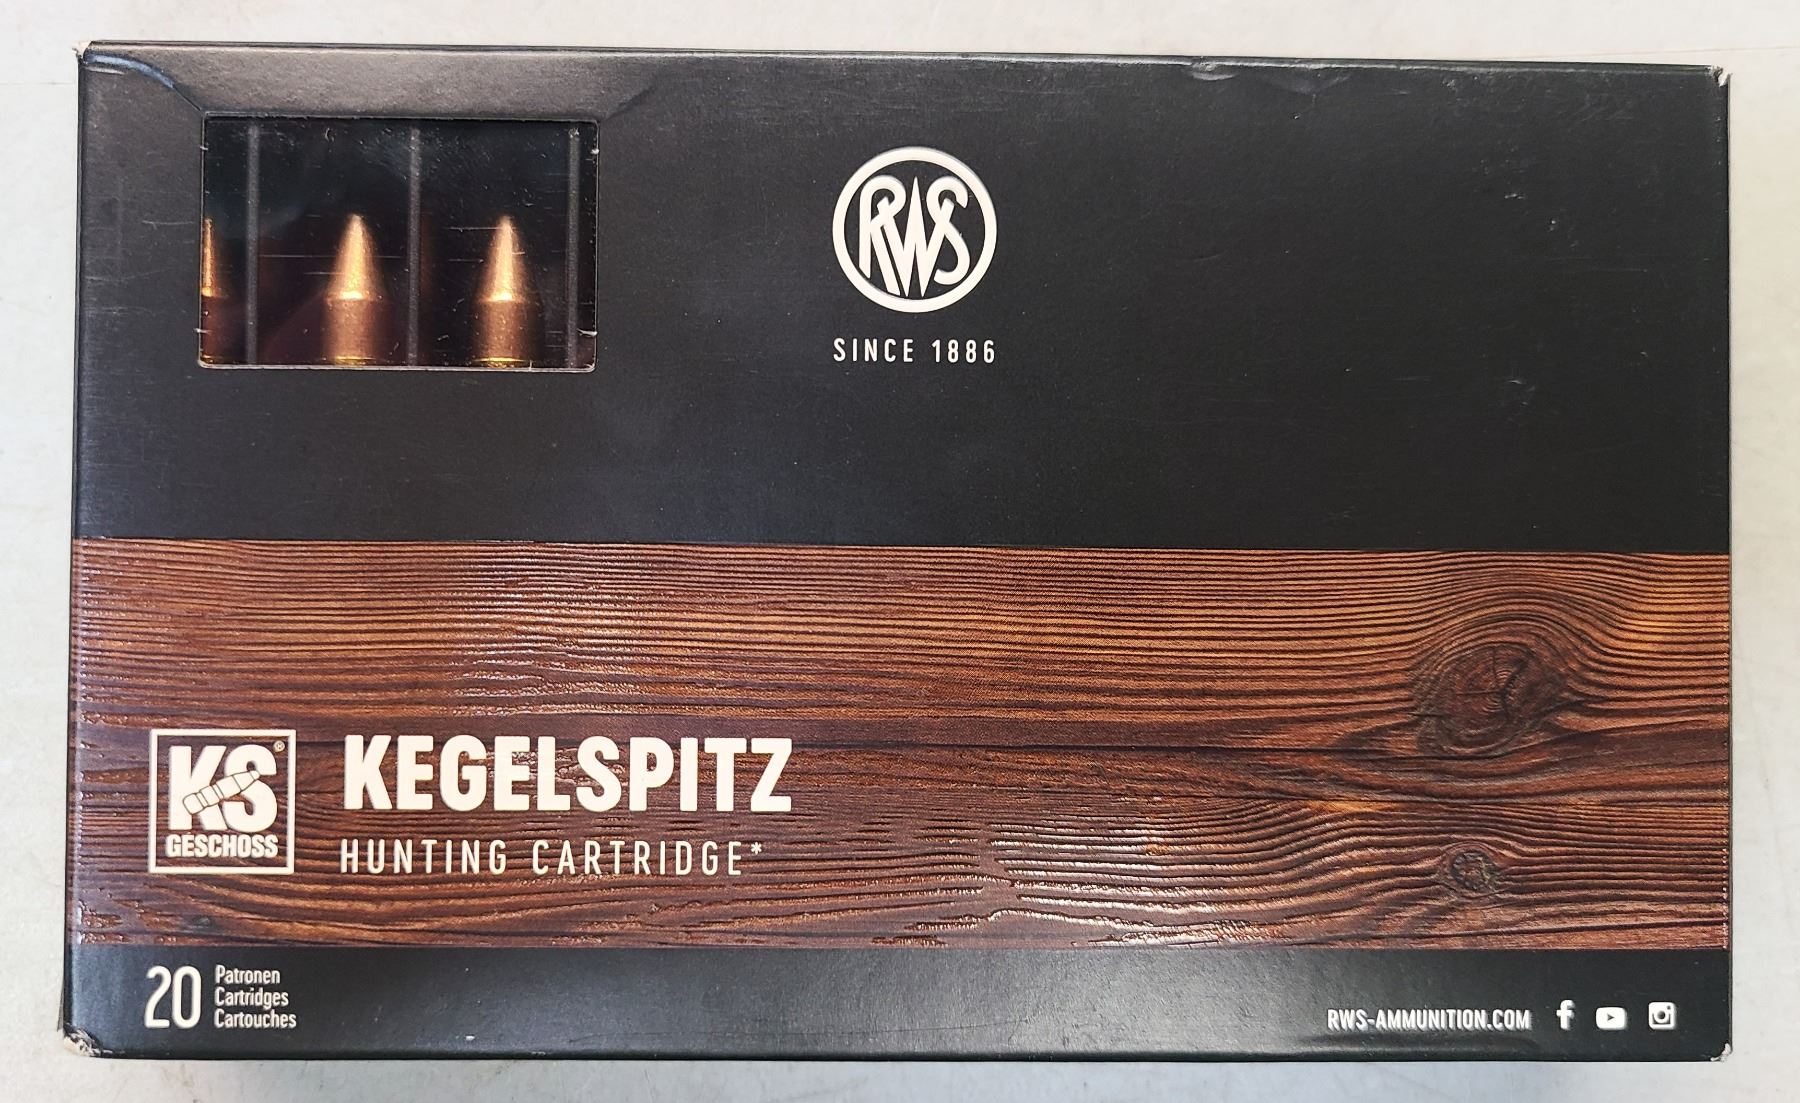 RWS
SINCE 1886
KS®
GESCHOSS
KEGELSPITZ
HUNTING CARTRIDGE*
20
Patronen
Cartridges
Cartouches
RWS-AMMUNITION.COM